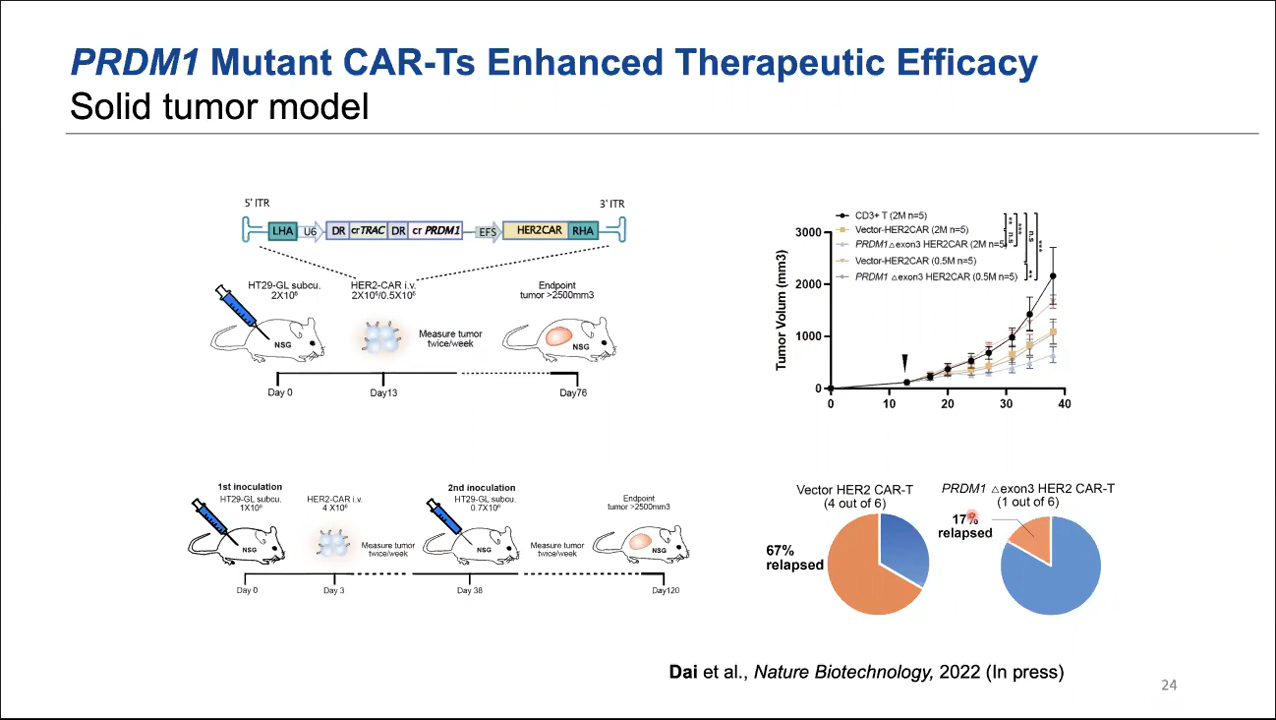 PRDM1 Mutant CAR-Ts Enhanced Therapeutic Efficacy
Solid tumor model
5' ITR
3' ITR
LHA U6 DR crTRAC DR cr PRDM1 EFS HER2CAR RHA
HT29-GL subcu.
2X10⁶
HER2-CAR i.v.
2X10⁶/0.5X10⁶
Endpoint
tumor >2500mm3
Measure tumor
twice/week
NSG
NSG
Day 0
Day13
Day76
CD3+ T (2M n=5)
Vector-HER2CAR (2M n=5)
PRDM1△exon3 HER2CAR (2M n=5)
Vector-HER2CAR (0.5M n=5)
PRDM1 △exon3 HER2CAR (0.5M n=5)
** n.s *** n.s ** ***
Tumor Volum (mm3)
3000
2000
1000
0
0 10 20 30 40
1st inoculation
HT29-GL subcu.
1X10⁶
HER2-CAR i.v.
4 X10⁶
2nd inoculation
HT29-GL subcu.
0.7X10⁶
Endpoint
tumor >2500mm3
Measure tumor
twice/week
Measure tumor
twice/week
NSG
NSG
NSG
Day 0
Day 3
Day 38
Day120
Vector HER2 CAR-T
(4 out of 6)
67%
relapsed
PRDM1 △exon3 HER2 CAR-T
(1 out of 6)
17%
relapsed
Dai et al., Nature Biotechnology, 2022 (In press)
24